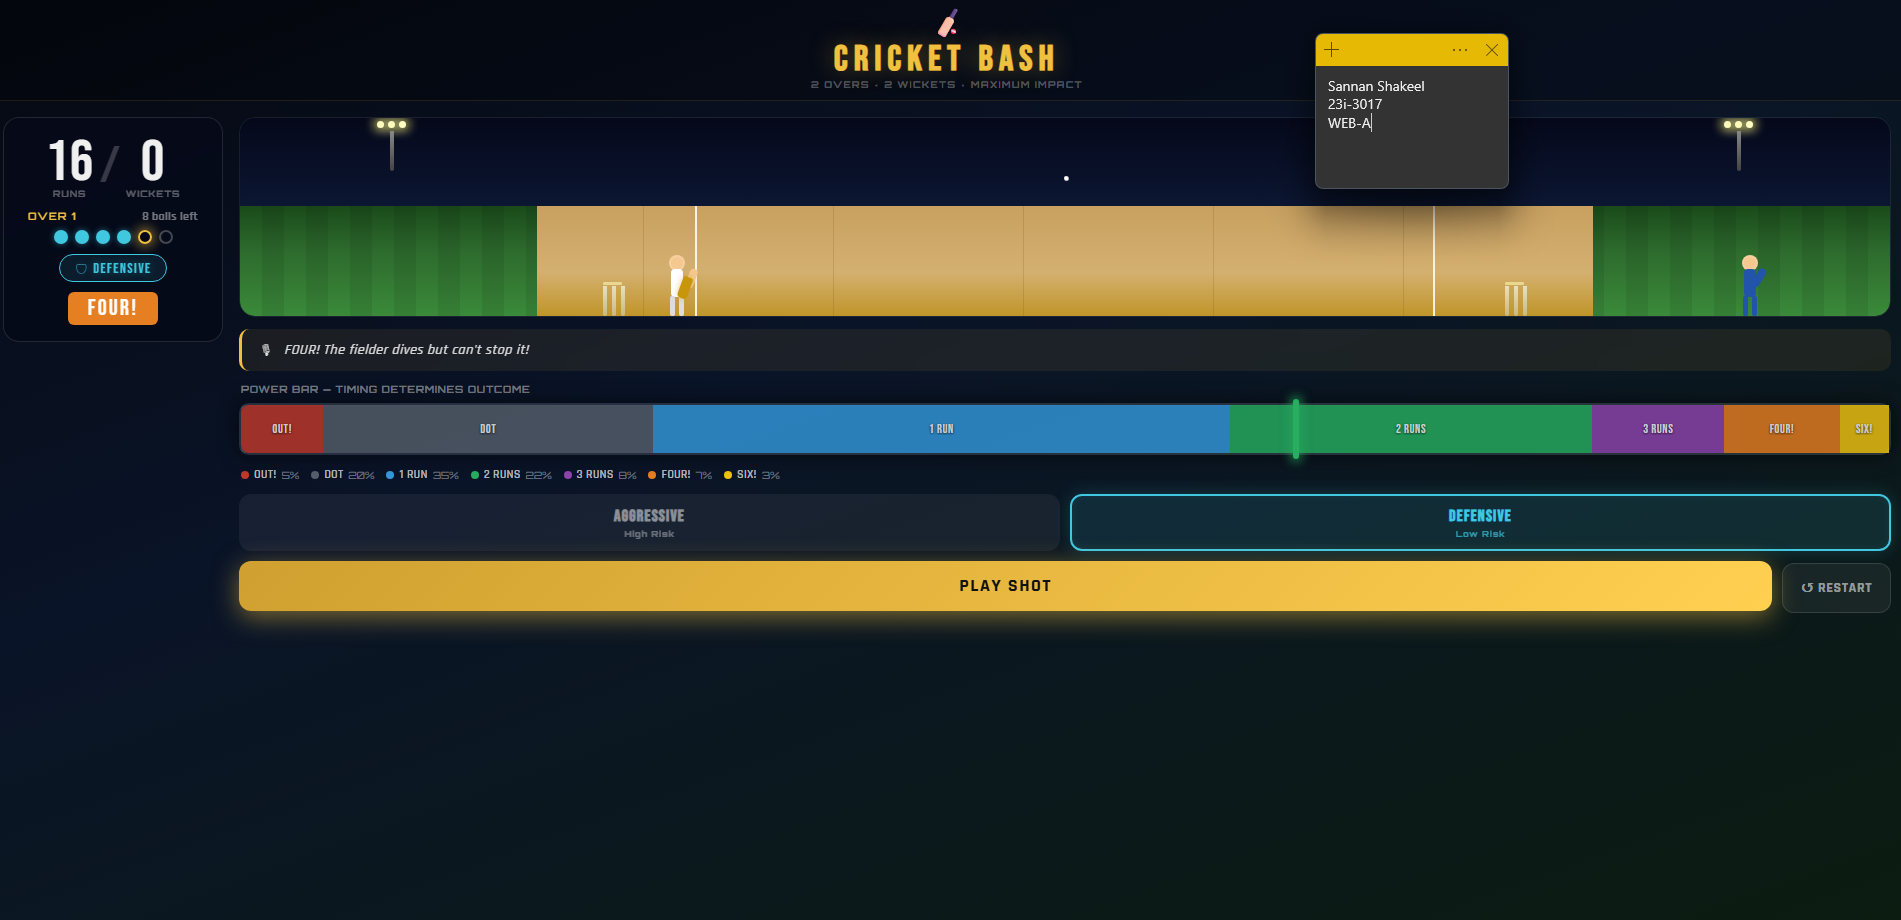 CRICKET BASH
2 OVERS · 2 WICKETS · MAXIMUM IMPACT
Sannan Shakeel
23i-3017
WEB-A
16 / 0
RUNS WICKETS
OVER 1 8 balls left
DEFENSIVE
FOUR!
FOUR! The fielder dives but can't stop it!
POWER BAR — TIMING DETERMINES OUTCOME
OUT! DOT 1 RUN 2 RUNS 3 RUNS FOUR! SIX!
OUT! 5% DOT 20% 1 RUN 35% 2 RUNS 22% 3 RUNS 8% FOUR! 7% SIX! 3%
AGGRESSIVE
High Risk
DEFENSIVE
Low Risk
PLAY SHOT
↺ RESTART